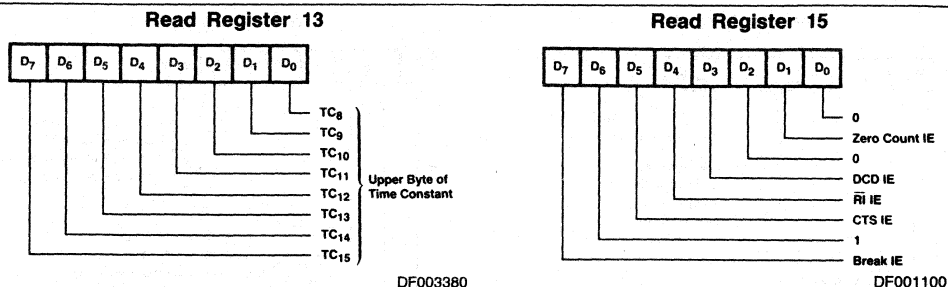 Read Register 13
D7 D6 D5 D4 D3 D2 D1 D0
TC8
TC9
TC10
TC11
TC12
TC13
TC14
TC15
Upper Byte of
Time Constant
DF003380
Read Register 15
D7 D6 D5 D4 D3 D2 D1 D0
0
Zero Count IE
0
DCD IE
R̅I̅ IE
CTS IE
1
Break IE
DF001100